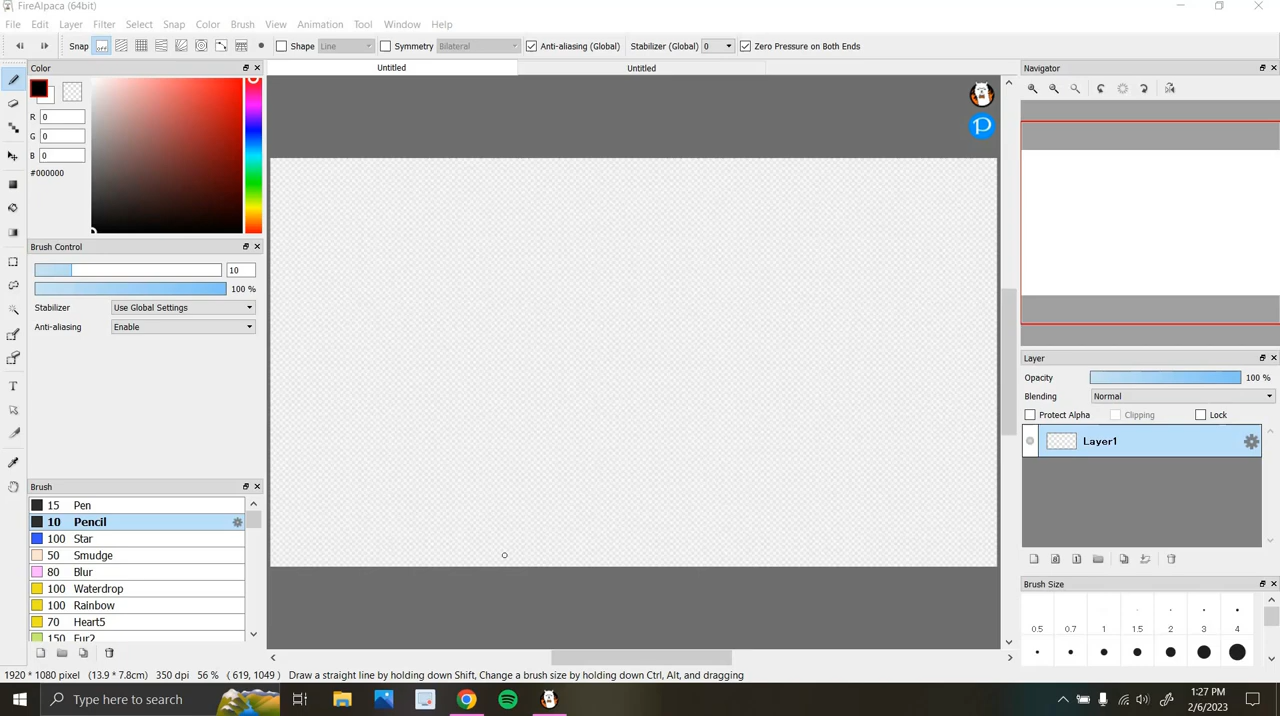 FireAlpaca (64bit)
File Edit Layer Filter Select Snap Color Brush View Animation Tool Window Help
Snap off Shape Line Symmetry Bilateral Anti-aliasing (Global) Stabilizer (Global) 0 Zero Pressure on Both Ends
Color
Untitled
Untitled
Navigator
R 0
G 0
B 0
#000000
Brush Control
10
100 %
Stabilizer Use Global Settings
Anti-aliasing Enable
Brush
15 Pen
10 Pencil
100 Star
50 Smudge
80 Blur
100 Waterdrop
100 Rainbow
70 Heart5
150 Fur2
P
T
Layer
Opacity 100 %
Blending Normal
Protect Alpha Clipping Lock
Layer1
Brush Size
0.5 0.7 1 1.5 2 3 4
1920 * 1080 pixel (13.9 * 7.8cm) 350 dpi 56 % ( 619, 1049 ) Draw a straight line by holding down Shift, Change a brush size by holding down Ctrl, Alt, and dragging
Type here to search
1:27 PM
2/6/2023